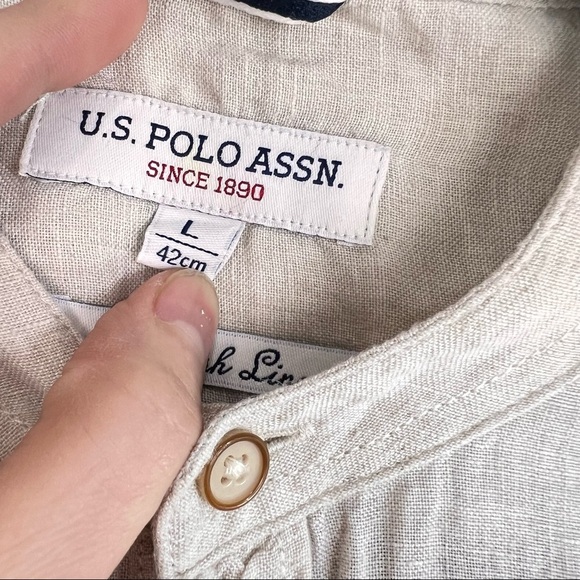 U.S. POLO ASSN.
SINCE 1890
L
42cm